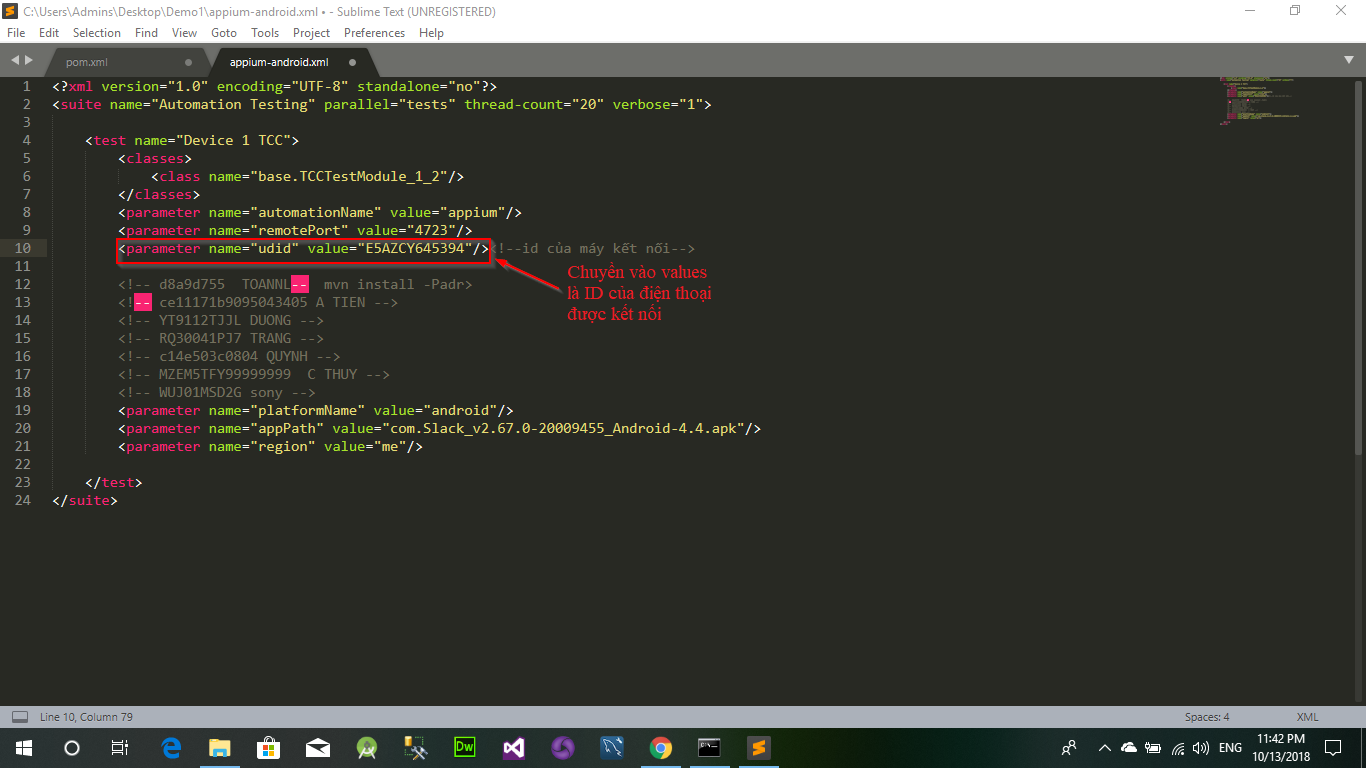 C:\Users\Admins\Desktop\Demo1\appium-android.xml • - Sublime Text (UNREGISTERED)
File Edit Selection Find View Goto Tools Project Preferences Help
pom.xml appium-android.xml
1 <?xml version="1.0" encoding="UTF-8" standalone="no"?>
2 <suite name="Automation Testing" parallel="tests" thread-count="20" verbose="1">
3
4 <test name="Device 1 TCC">
5 <classes>
6 <class name="base.TCCTestModule_1_2"/>
7 </classes>
8 <parameter name="automationName" value="appium"/>
9 <parameter name="remotePort" value="4723"/>
10 <parameter name="udid" value="E5AZCY645394"/><!--id của máy kết nối-->
11
Chuyển vào values
là ID của điện thoại
được kết nối
12 <!-- d8a9d755  TOANNL--  mvn install -Padr>
13 <!-- ce11171b9095043405 A TIEN -->
14 <!-- YT9112TJJL DUONG -->
15 <!-- RQ30041PJ7 TRANG -->
16 <!-- c14e503c0804 QUYNH -->
17 <!-- MZEM5TFY99999999  C THUY -->
18 <!-- WUJ01MSD2G sony -->
19 <parameter name="platformName" value="android"/>
20 <parameter name="appPath" value="com.Slack_v2.67.0-20009455_Android-4.4.apk"/>
21 <parameter name="region" value="me"/>
22
23 </test>
24 </suite>
Line 10, Column 79 Spaces: 4 XML
Dw ENG 11:42 PM
10/13/2018